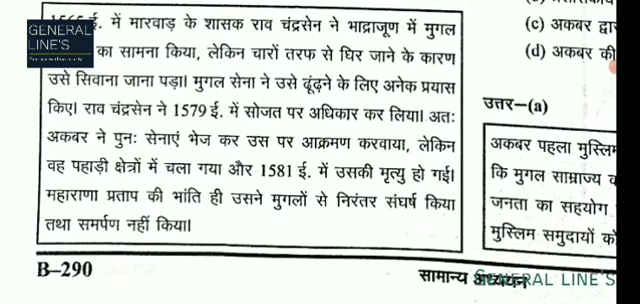 ई. में मारवाड़ के शासक राव चंद्रसेन ने भाद्राजूण में मुगल
का सामना किया, लेकिन चारों तरफ से घिर जाने के कारण
उसे सिवाना जाना पड़ा। मुगल सेना ने उसे ढूंढ़ने के लिए अनेक प्रयास
किए। राव चंद्रसेन ने 1579 ई. में सोजत पर अधिकार कर लिया। अतः
अकबर ने पुनः सेनाएं भेज कर उस पर आक्रमण करवाया, लेकिन
वह पहाड़ी क्षेत्रों में चला गया और 1581 ई. में उसकी मृत्यु हो गई।
महाराणा प्रताप की भांति ही उसने मुगलों से निरंतर संघर्ष किया
तथा समर्पण नहीं किया।
B–290
GENERAL
LINE'S
(c) अकबर द्वार
(d) अकबर की
उत्तर–(a)
अकबर पहला मुस्लिम
कि मुगल साम्राज्य
जनता का सहयोग
मुस्लिम समुदायों को
सामान्य अध्ययन
GENERAL LINE'S